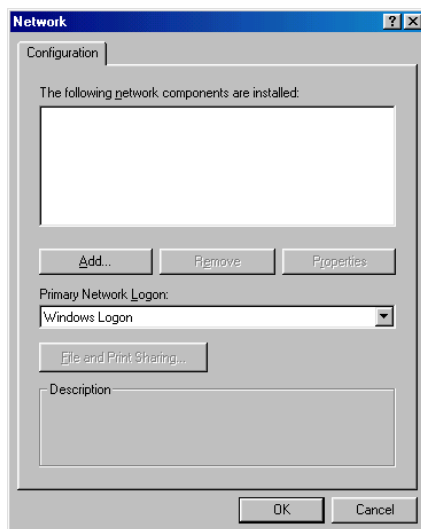 Network
Configuration
The following network components are installed:
Add...
Remove
Properties
Primary Network Logon:
Windows Logon
File and Print Sharing...
Description
OK
Cancel